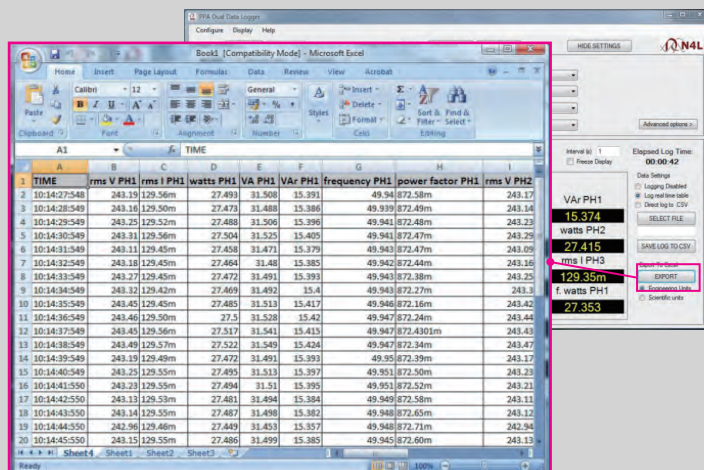 PPA Dual Data Logger
Configure Display Help
HIDE SETTINGS
N4L
Advanced options >
Interval (s) 1
Freeze Display
Elapsed Log Time:
00:00:42
Data Settings
Logging Disabled
Log real time table
Direct log to CSV
SELECT FILE
SAVE LOG TO CSV
Export To Excel
EXPORT
Engineering Units
Scientific units
VAr PH1
15.374
watts PH2
27.415
rms I PH3
129.35m
f. watts PH1
27.353
Book1 [Compatibility Mode] - Microsoft Excel
Home Insert Page Layout Formulas Data Review View Acrobat
Paste
Calibri 12
B I U A A
General
Styles
Insert
Delete
Format
Sort & Filter
Find & Select
Clipboard Font Alignment Number Cells Editing
A1 fx TIME
A B C D E F G H I
1 TIME rms V PH1 rms I PH1 watts PH1 VA PH1 VAr PH1 frequency PH1 power factor PH1 rms V PH2
2 10:14:27:548 243.19 129.56m 27.493 31.508 15.391 49.94 872.58m 243.17
3 10:14:28:549 243.16 129.50m 27.473 31.488 15.386 49.939 872.49m 243.14
4 10:14:29:549 243.25 129.52m 27.488 31.506 15.396 49.941 872.48m 243.23
5 10:14:30:549 243.31 129.56m 27.504 31.525 15.405 49.941 872.47m 243.29
6 10:14:31:549 243.11 129.45m 27.458 31.471 15.379 49.943 872.47m 243.09
7 10:14:32:549 243.18 129.45m 27.464 31.48 15.385 49.942 872.44m 243.16
8 10:14:33:549 243.27 129.45m 27.472 31.491 15.393 49.943 872.38m 243.25
9 10:14:34:549 243.32 129.42m 27.469 31.492 15.4 49.943 872.27m 243.3
10 10:14:35:549 243.45 129.45m 27.485 31.513 15.417 49.946 872.16m 243.42
11 10:14:36:549 243.46 129.50m 27.5 31.528 15.42 49.947 872.24m 243.44
12 10:14:37:549 243.45 129.56m 27.517 31.541 15.415 49.947 872.4301m 243.43
13 10:14:38:549 243.49 129.57m 27.522 31.549 15.424 49.947 872.34m 243.47
14 10:14:39:549 243.19 129.49m 27.472 31.491 15.393 49.95 872.39m 243.17
15 10:14:40:549 243.25 129.55m 27.495 31.513 15.397 49.951 872.50m 243.23
16 10:14:41:550 243.23 129.55m 27.494 31.51 15.395 49.951 872.52m 243.21
17 10:14:42:550 243.13 129.53m 27.481 31.494 15.384 49.949 872.58m 243.11
18 10:14:43:550 243.14 129.55m 27.487 31.498 15.382 49.948 872.65m 243.12
19 10:14:44:550 242.96 129.46m 27.449 31.453 15.357 49.948 872.71m 242.94
20 10:14:45:550 243.15 129.55m 27.486 31.499 15.385 49.945 872.60m 243.13
Sheet4 Sheet1 Sheet2 Sheet3
Ready 100%